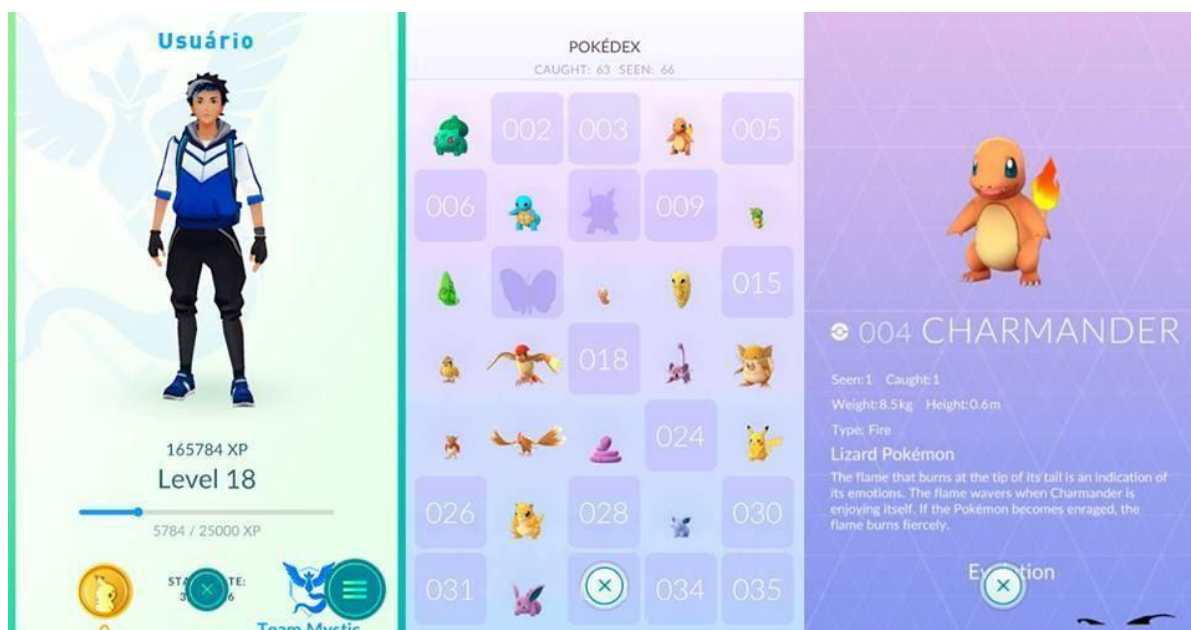 Usuário
165784 XP
Level 18
5784 / 25000 XP
Team Mystic
POKÉDEX
CAUGHT: 63 SEEN: 66
002 003 005
006 009
015
018
024
026 028 030
031 034 035
004 CHARMANDER
Seen:1 Caught:1
Weight:8.5kg Height:0.6m
Type: Fire
Lizard Pokémon
The flame that burns at the tip of its tail is an indication of
its emotions. The flame wavers when Charmander is
enjoying itself. If the Pokémon becomes enraged, the
flame burns fiercely.